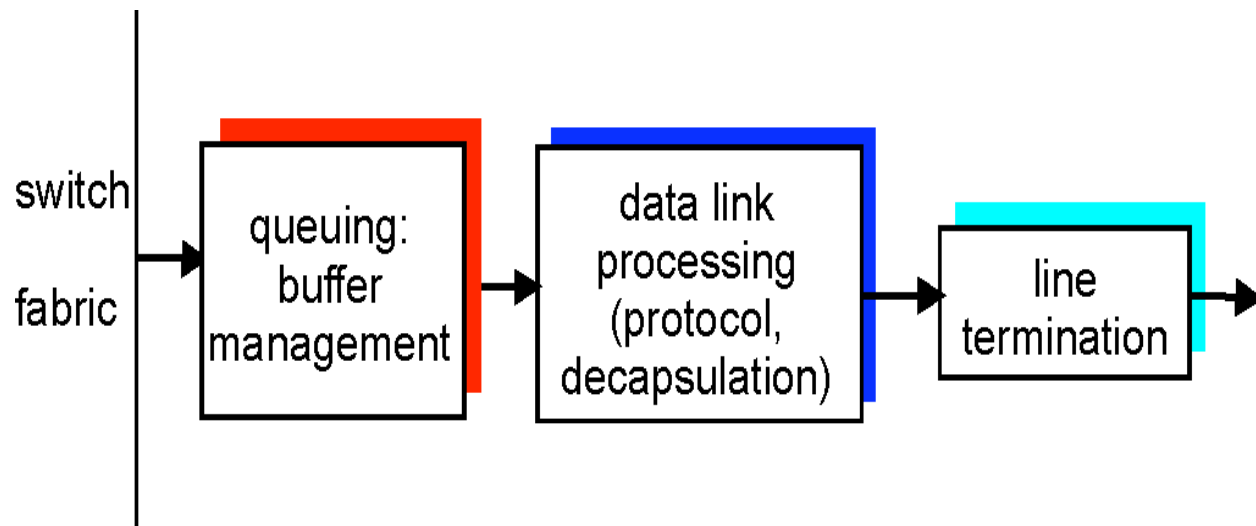 switch
fabric
queuing:
buffer
management
data link
processing
(protocol,
decapsulation)
line
termination